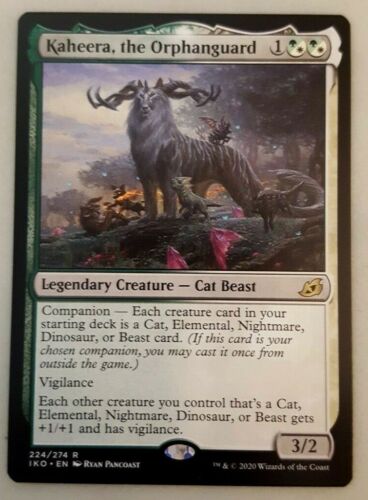 Kaheera, the Orphanguard 1
Legendary Creature — Cat Beast
Companion — Each creature card in your
starting deck is a Cat, Elemental, Nightmare,
Dinosaur, or Beast card. (If this card is your
chosen companion, you may cast it once from
outside the game.)
Vigilance
Each other creature you control that's a Cat,
Elemental, Nightmare, Dinosaur, or Beast gets
+1/+1 and has vigilance.
3/2
224/274 R
IKO • EN Ryan Pancoast
™ & © 2020 Wizards of the Coast